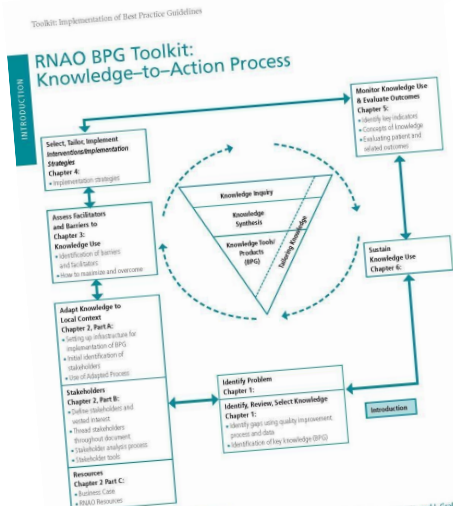 Toolkit: Implementation of Best Practice Guidelines
INTRODUCTION
RNAO BPG Toolkit:
Knowledge–to–Action Process
Select, Tailor, Implement
Interventions/Implementation
Strategies
Chapter 4:
• Implementation strategies
Monitor Knowledge Use
& Evaluate Outcomes
Chapter 5:
• Identify key indicators
• Concepts of knowledge
• Evaluating patient and
related outcomes
Assess Facilitators
and Barriers to
Chapter 3:
Knowledge Use
• Identification of barriers
and facilitators
• How to maximize and overcome
Knowledge Inquiry
Knowledge
Synthesis
Knowledge Tools/
Products
(BPG)
Tailoring Knowledge
Sustain
Knowledge Use
Chapter 6:
Adapt Knowledge to
Local Context
Chapter 2, Part A:
• Setting up infrastructure for
implementation of BPG
• Initial identification of
stakeholders
• Use of Adapted Process
Stakeholders
Chapter 2, Part B:
• Define stakeholders and
vested interest
• Thread stakeholders
throughout document
• Stakeholder analysis process
• Stakeholder tools
Resources
Chapter 2 Part C:
• Business Case
• RNAO Resources
Identify Problem
Chapter 1:
Identify, Review, Select Knowledge
Chapter 1:
• Identify gaps using quality improvement
process and data
• Identification of key knowledge (BPG)
Introduction